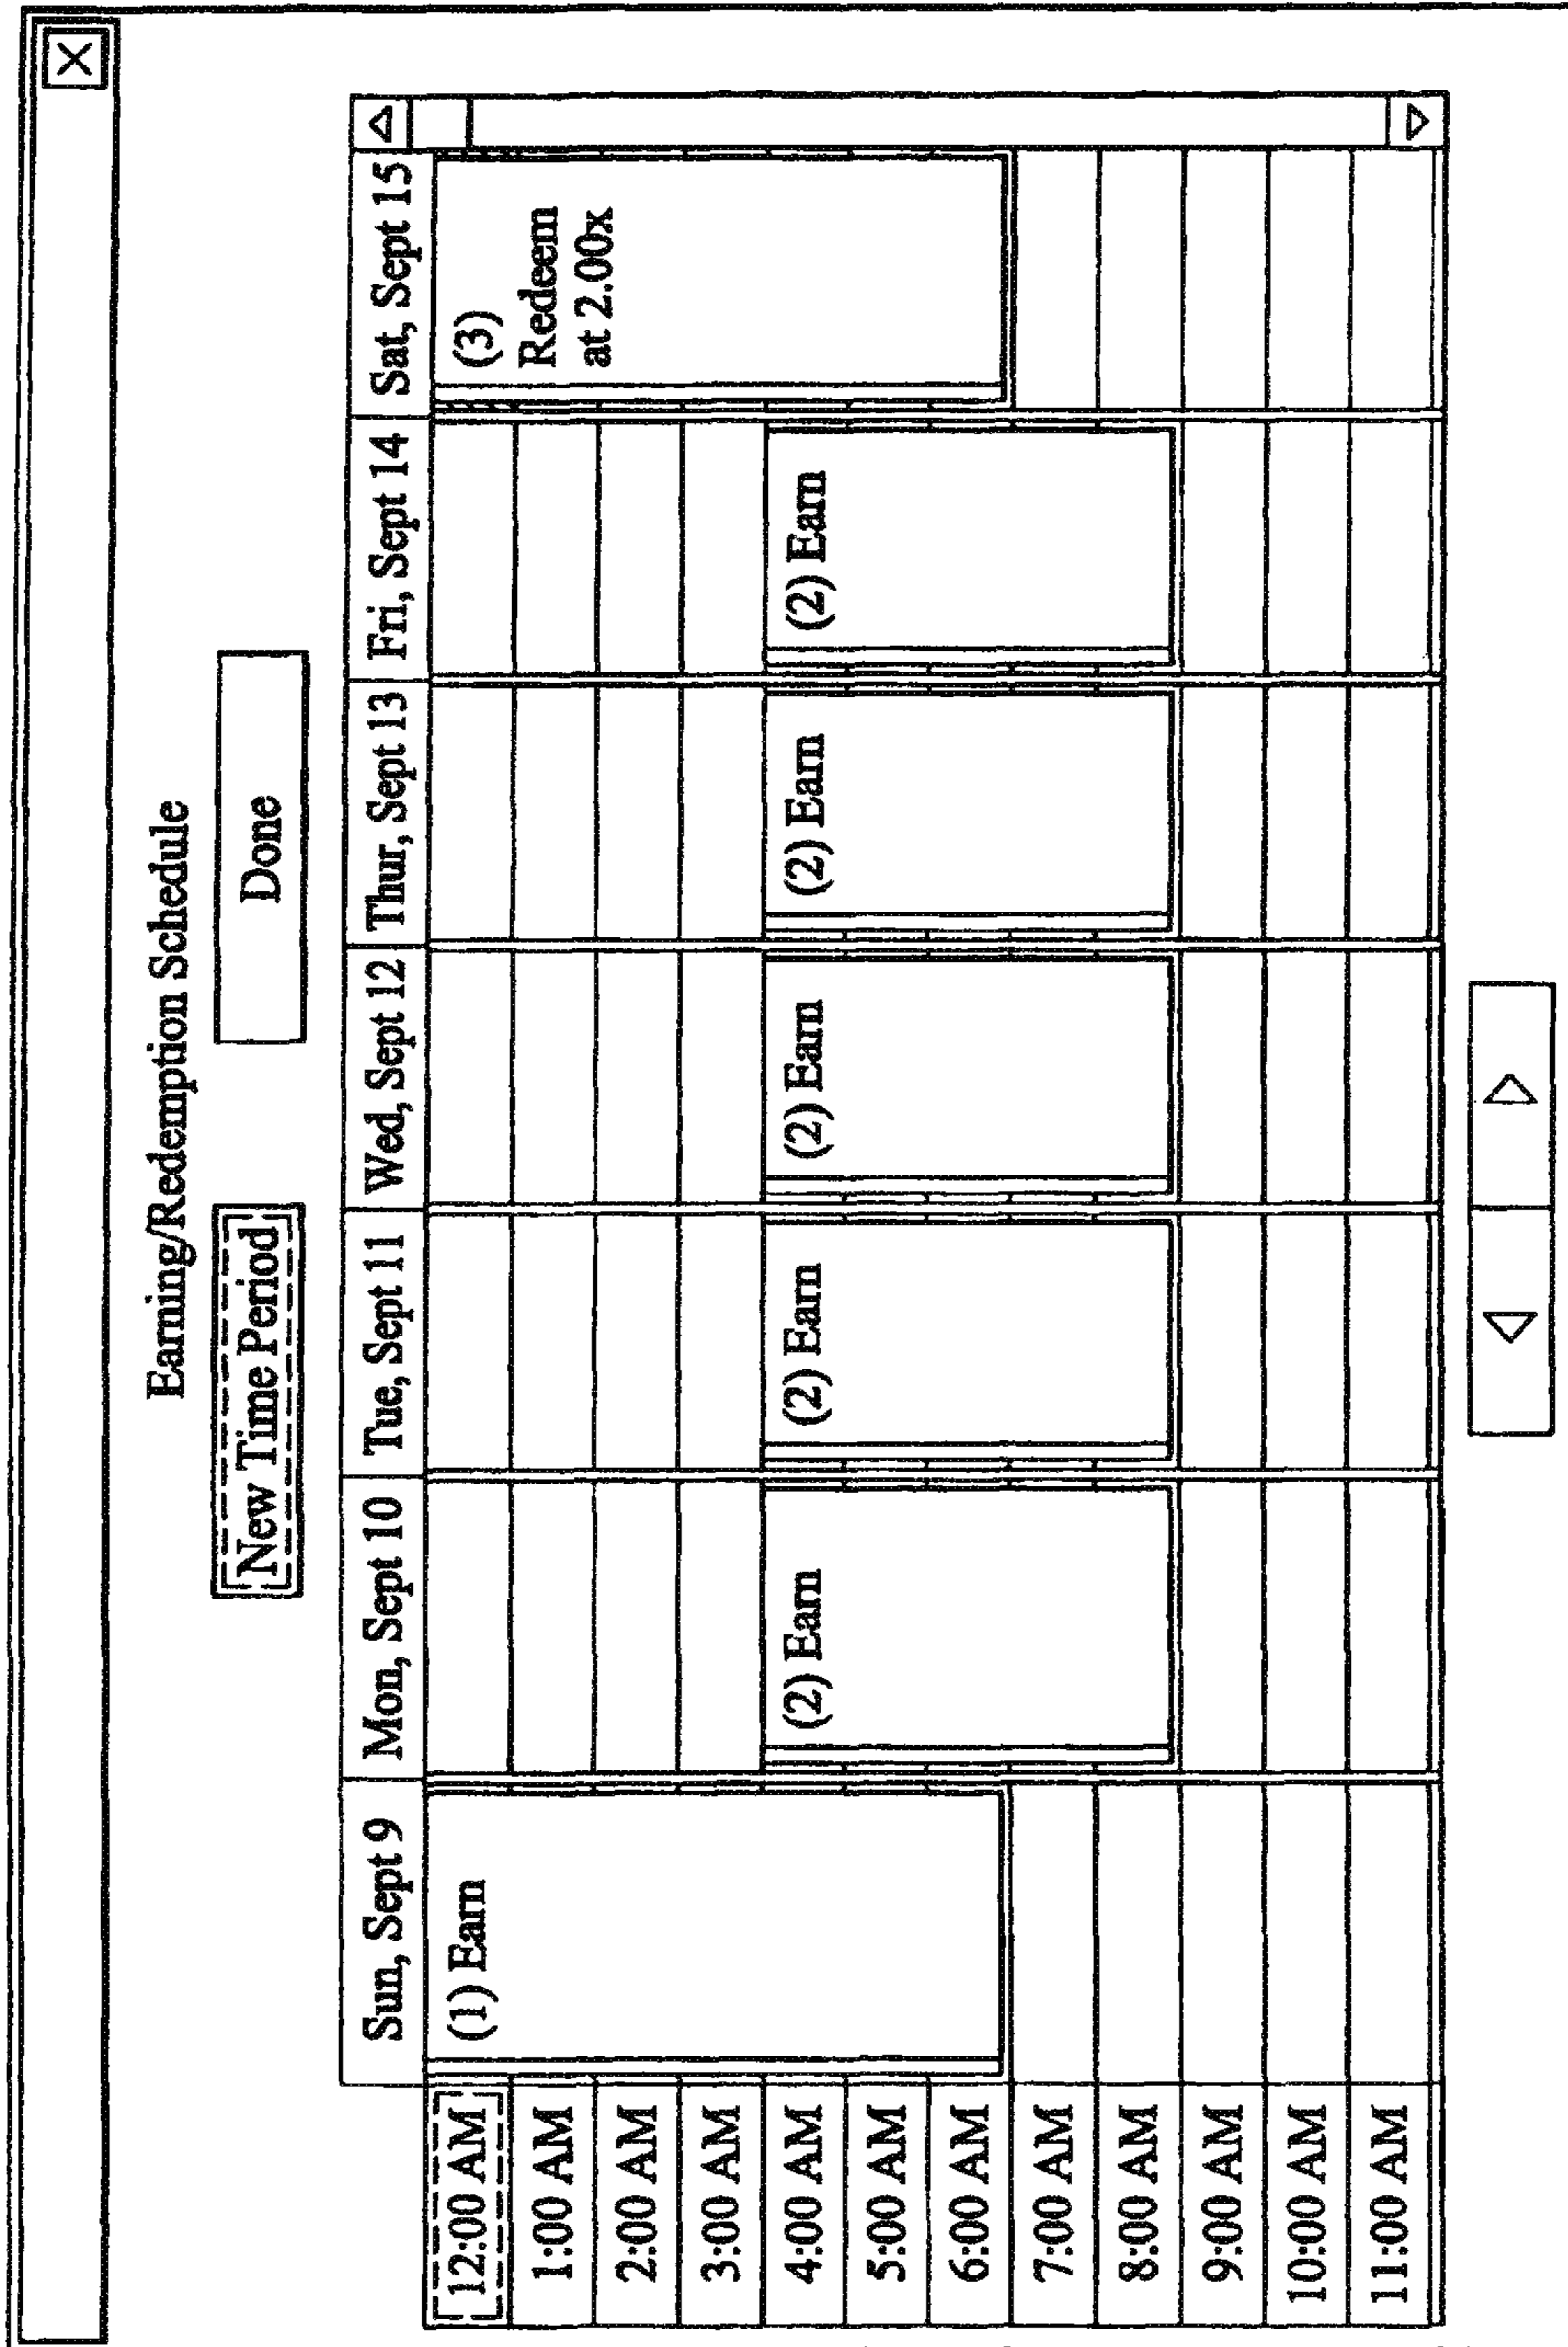 Earning/Redemption Schedule
New Time Period
Done
Sun, Sept 9
Mon, Sept 10
Tue, Sept 11
Wed, Sept 12
Thur, Sept 13
Fri, Sept 14
Sat, Sept 15
12:00 AM
1:00 AM
2:00 AM
3:00 AM
4:00 AM
5:00 AM
6:00 AM
7:00 AM
8:00 AM
9:00 AM
10:00 AM
11:00 AM
(1) Earn
(2) Earn
(2) Earn
(2) Earn
(2) Earn
(2) Earn
(3)
Redeem
at 2.00x